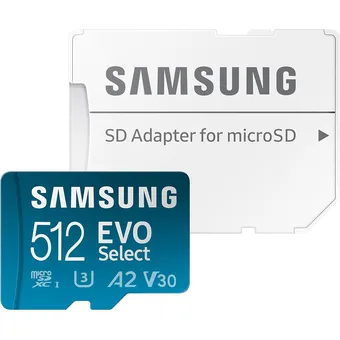 SAMSUNG
SD Adapter for microSD
SAMSUNG
512 EVO
Select
micro SD XC I
U3 A2 V30